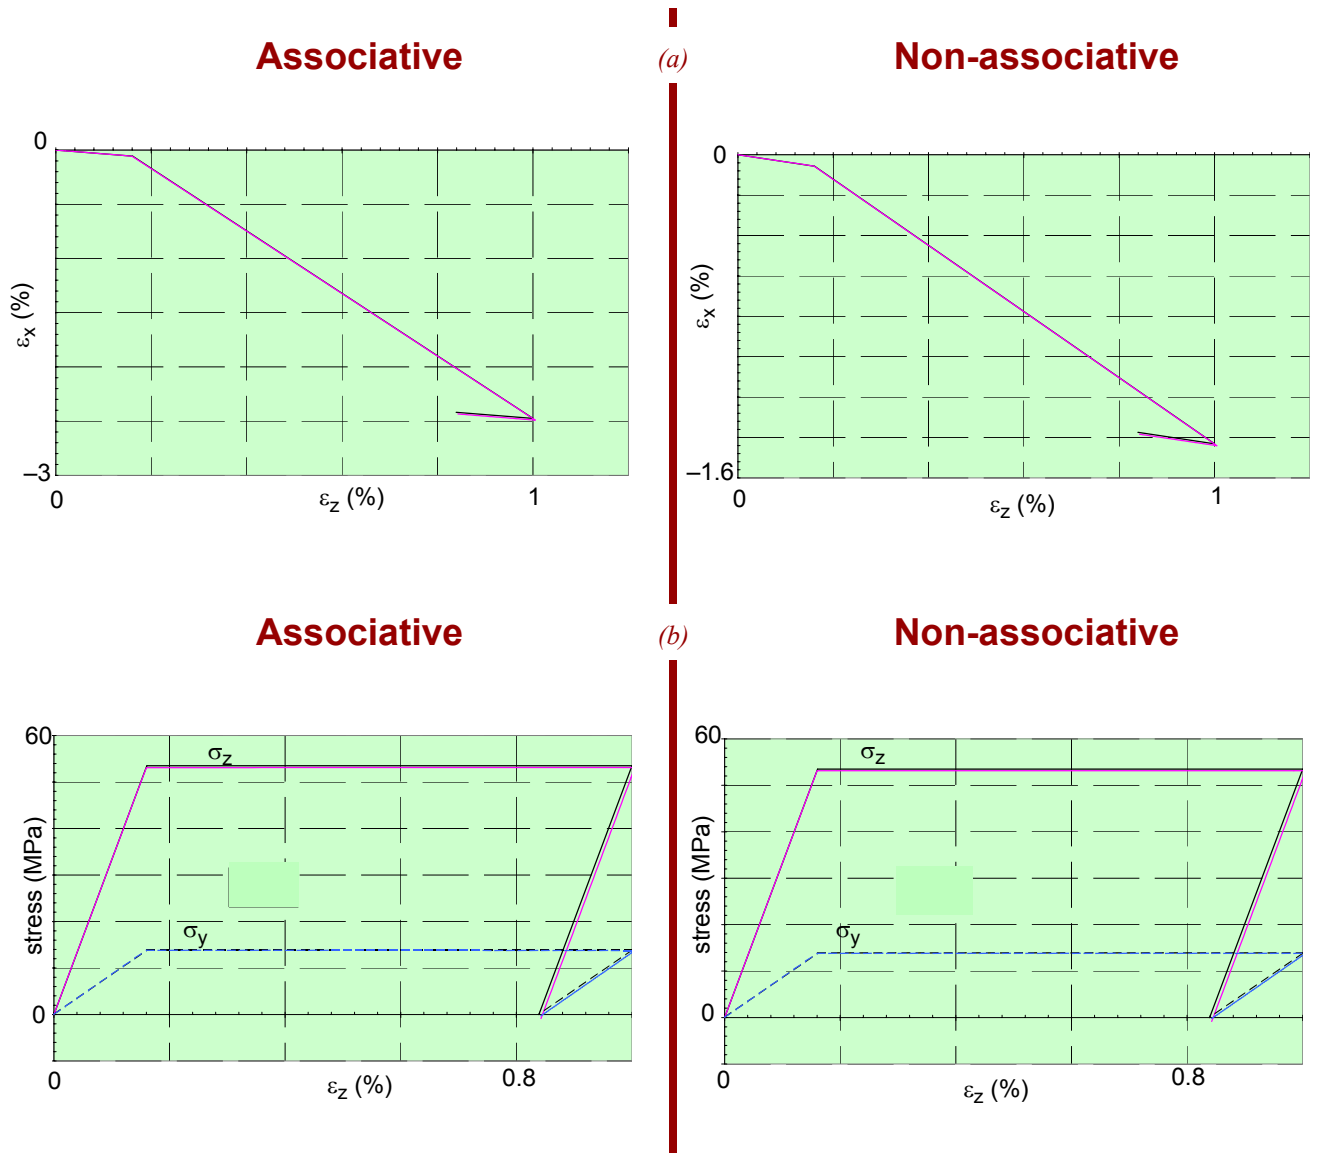 Associative
(a)
Non-associative
0
εx (%)
–3
0
εz (%)
1
0
εx (%)
–1.6
0
εz (%)
1
Associative
(b)
Non-associative
60
σz
stress (MPa)
σy
0
0
εz (%)
0.8
60
σz
stress (MPa)
σy
0
0
εz (%)
0.8